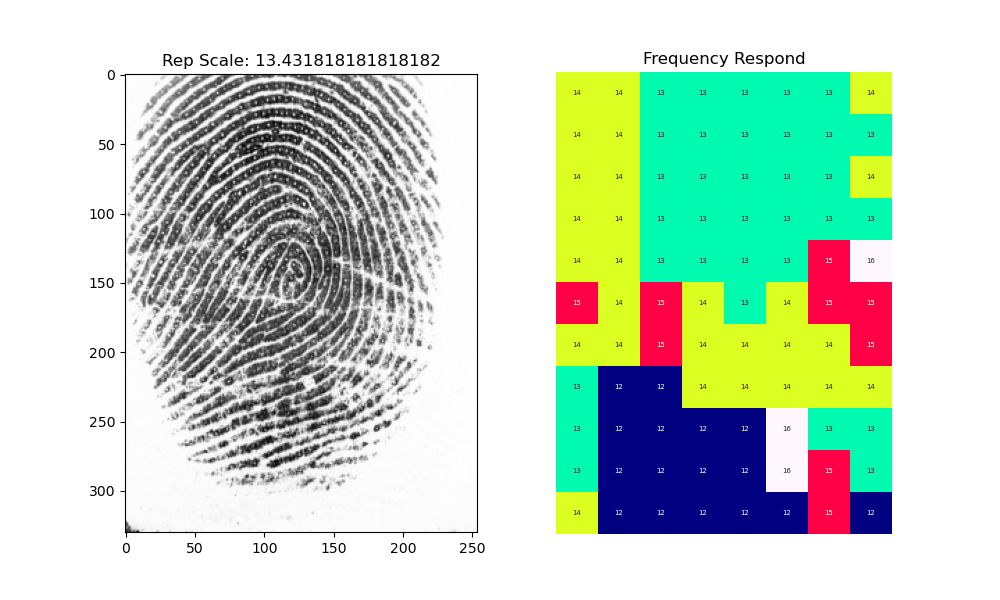 Rep Scale: 13.431818181818182
0
50
100
150
200
250
300
0 50 100 150 200 250
Frequency Respond
14 14 13 13 13 13 13 14
14 14 13 13 13 13 13 13
14 14 13 13 13 13 13 14
14 14 13 13 13 13 13 13
14 14 13 13 13 13 15 16
15 14 15 14 13 14 15 15
14 14 15 14 14 14 14 15
13 12 12 14 14 14 14 14
13 12 12 12 12 16 13 13
13 12 12 12 12 16 15 13
14 12 12 12 12 12 15 12